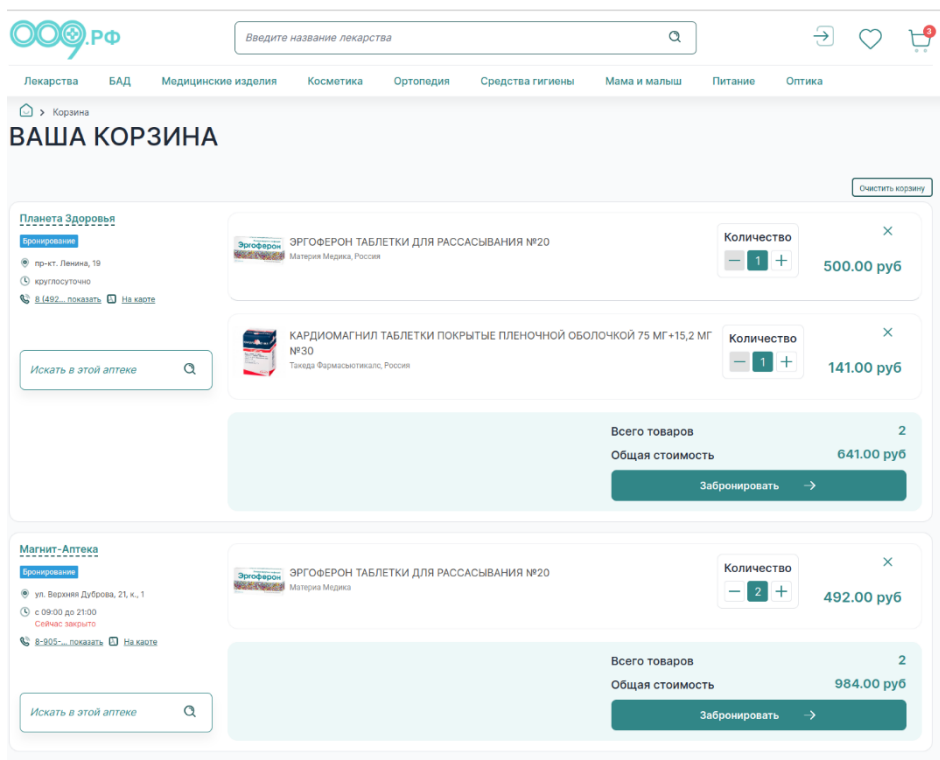 009.РФ
Введите название лекарства
3
Лекарства БАД Медицинские изделия Косметика Ортопедия Средства гигиены Мама и малыш Питание Оптика
Корзина
ВАША КОРЗИНА
Очистить корзину
Планета Здоровья
Бронирование
пр-кт. Ленина, 19
круглосуточно
8 (492... показать На карте
Искать в этой аптеке
Эргоферон
ЭРГОФЕРОН ТАБЛЕТКИ ДЛЯ РАССАСЫВАНИЯ №20
Материа Медика, Россия
Количество
1
500.00 руб
КАРДИОМАГНИЛ ТАБЛЕТКИ ПОКРЫТЫЕ ПЛЕНОЧНОЙ ОБОЛОЧКОЙ 75 МГ+15,2 МГ
№30
Такеда Фармасьютикалс, Россия
Количество
1
141.00 руб
Всего товаров 2
Общая стоимость 641.00 руб
Забронировать
Магнит-Аптека
Бронирование
ул. Верхняя Дуброва, 21, к., 1
с 09:00 до 21:00
Сейчас закрыто
8-905-... показать На карте
Искать в этой аптеке
Эргоферон
ЭРГОФЕРОН ТАБЛЕТКИ ДЛЯ РАССАСЫВАНИЯ №20
Материа Медика
Количество
2
492.00 руб
Всего товаров 2
Общая стоимость 984.00 руб
Забронировать